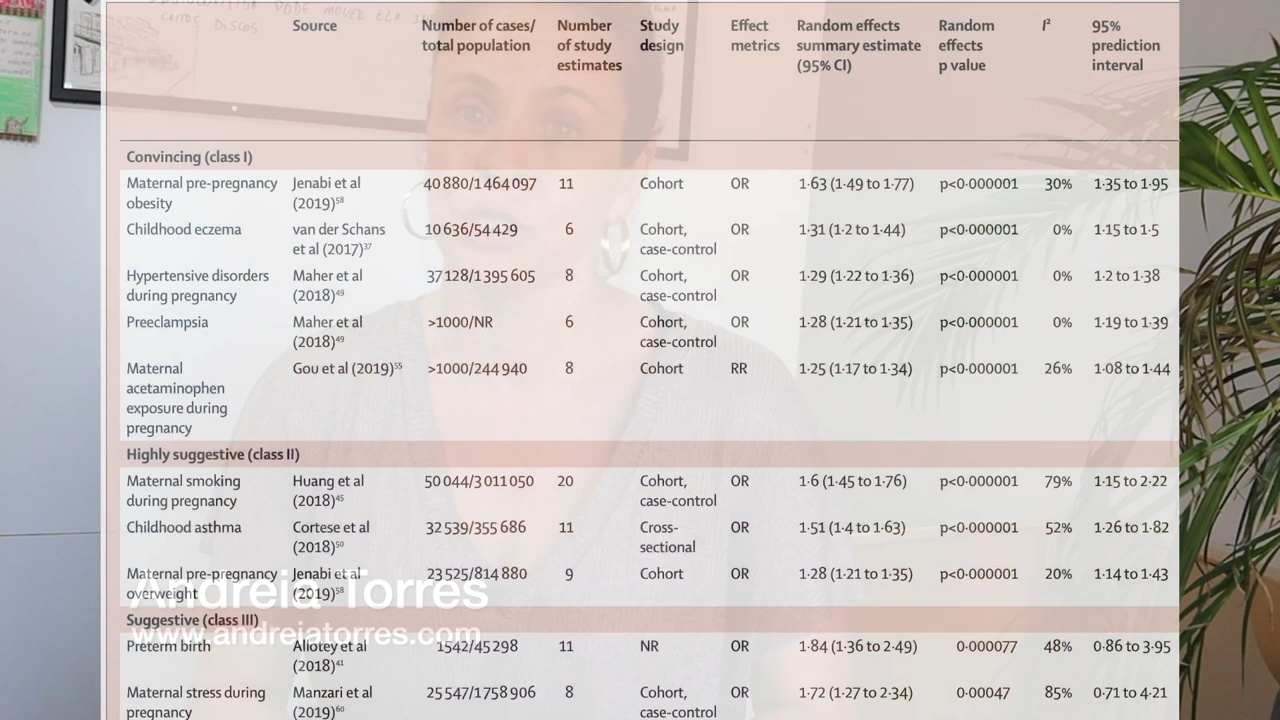 PODE MOVER ELA
DISCOS
Source Number of cases/ Number Study Effect Random effects Random I² 95%
total population of study design metrics summary estimate effects prediction
estimates (95% CI) p value interval
Convincing (class I)
Maternal pre-pregnancy Jenabi et al 40 880/1 464 097 11 Cohort OR 1·63 (1·49 to 1·77) p<0·000001 30% 1·35 to 1·95
obesity (2019)⁵⁸
Childhood eczema van der Schans 10 636/54 429 6 Cohort, OR 1·31 (1·2 to 1·44) p<0·000001 0% 1·15 to 1·5
et al (2017)³⁷ case-control
Hypertensive disorders Maher et al 37 128/1 395 605 8 Cohort, OR 1·29 (1·22 to 1·36) p<0·000001 0% 1·2 to 1·38
during pregnancy (2018)⁴⁹ case-control
Preeclampsia Maher et al >1000/NR 6 Cohort, OR 1·28 (1·21 to 1·35) p<0·000001 0% 1·19 to 1·39
(2018)⁴⁹ case-control
Maternal Gou et al (2019)⁵⁵ >1000/244 940 8 Cohort RR 1·25 (1·17 to 1·34) p<0·000001 26% 1·08 to 1·44
acetaminophen
exposure during
pregnancy
Highly suggestive (class II)
Maternal smoking Huang et al 50 044/3 011 050 20 Cohort, OR 1·6 (1·45 to 1·76) p<0·000001 79% 1·15 to 2·22
during pregnancy (2018)⁴⁵ case-control
Childhood asthma Cortese et al 32 539/355 686 11 Cross- OR 1·51 (1·4 to 1·63) p<0·000001 52% 1·26 to 1·82
(2018)⁵⁰ sectional
Maternal pre-pregnancy Jenabi et al 23 525/814 880 9 Cohort OR 1·28 (1·21 to 1·35) p<0·000001 20% 1·14 to 1·43
overweight (2019)⁵⁸
Andreia Torres
Suggestive (class III)
www.andreiatorres.com
Preterm birth Allotey et al 1542/45 298 11 NR OR 1·84 (1·36 to 2·49) 0·000077 48% 0·86 to 3·95
(2018)⁴¹
Maternal stress during Manzari et al 25 547/1 758 906 8 Cohort, OR 1·72 (1·27 to 2·34) 0·00047 85% 0·71 to 4·21
pregnancy (2019)⁶⁰ case-control